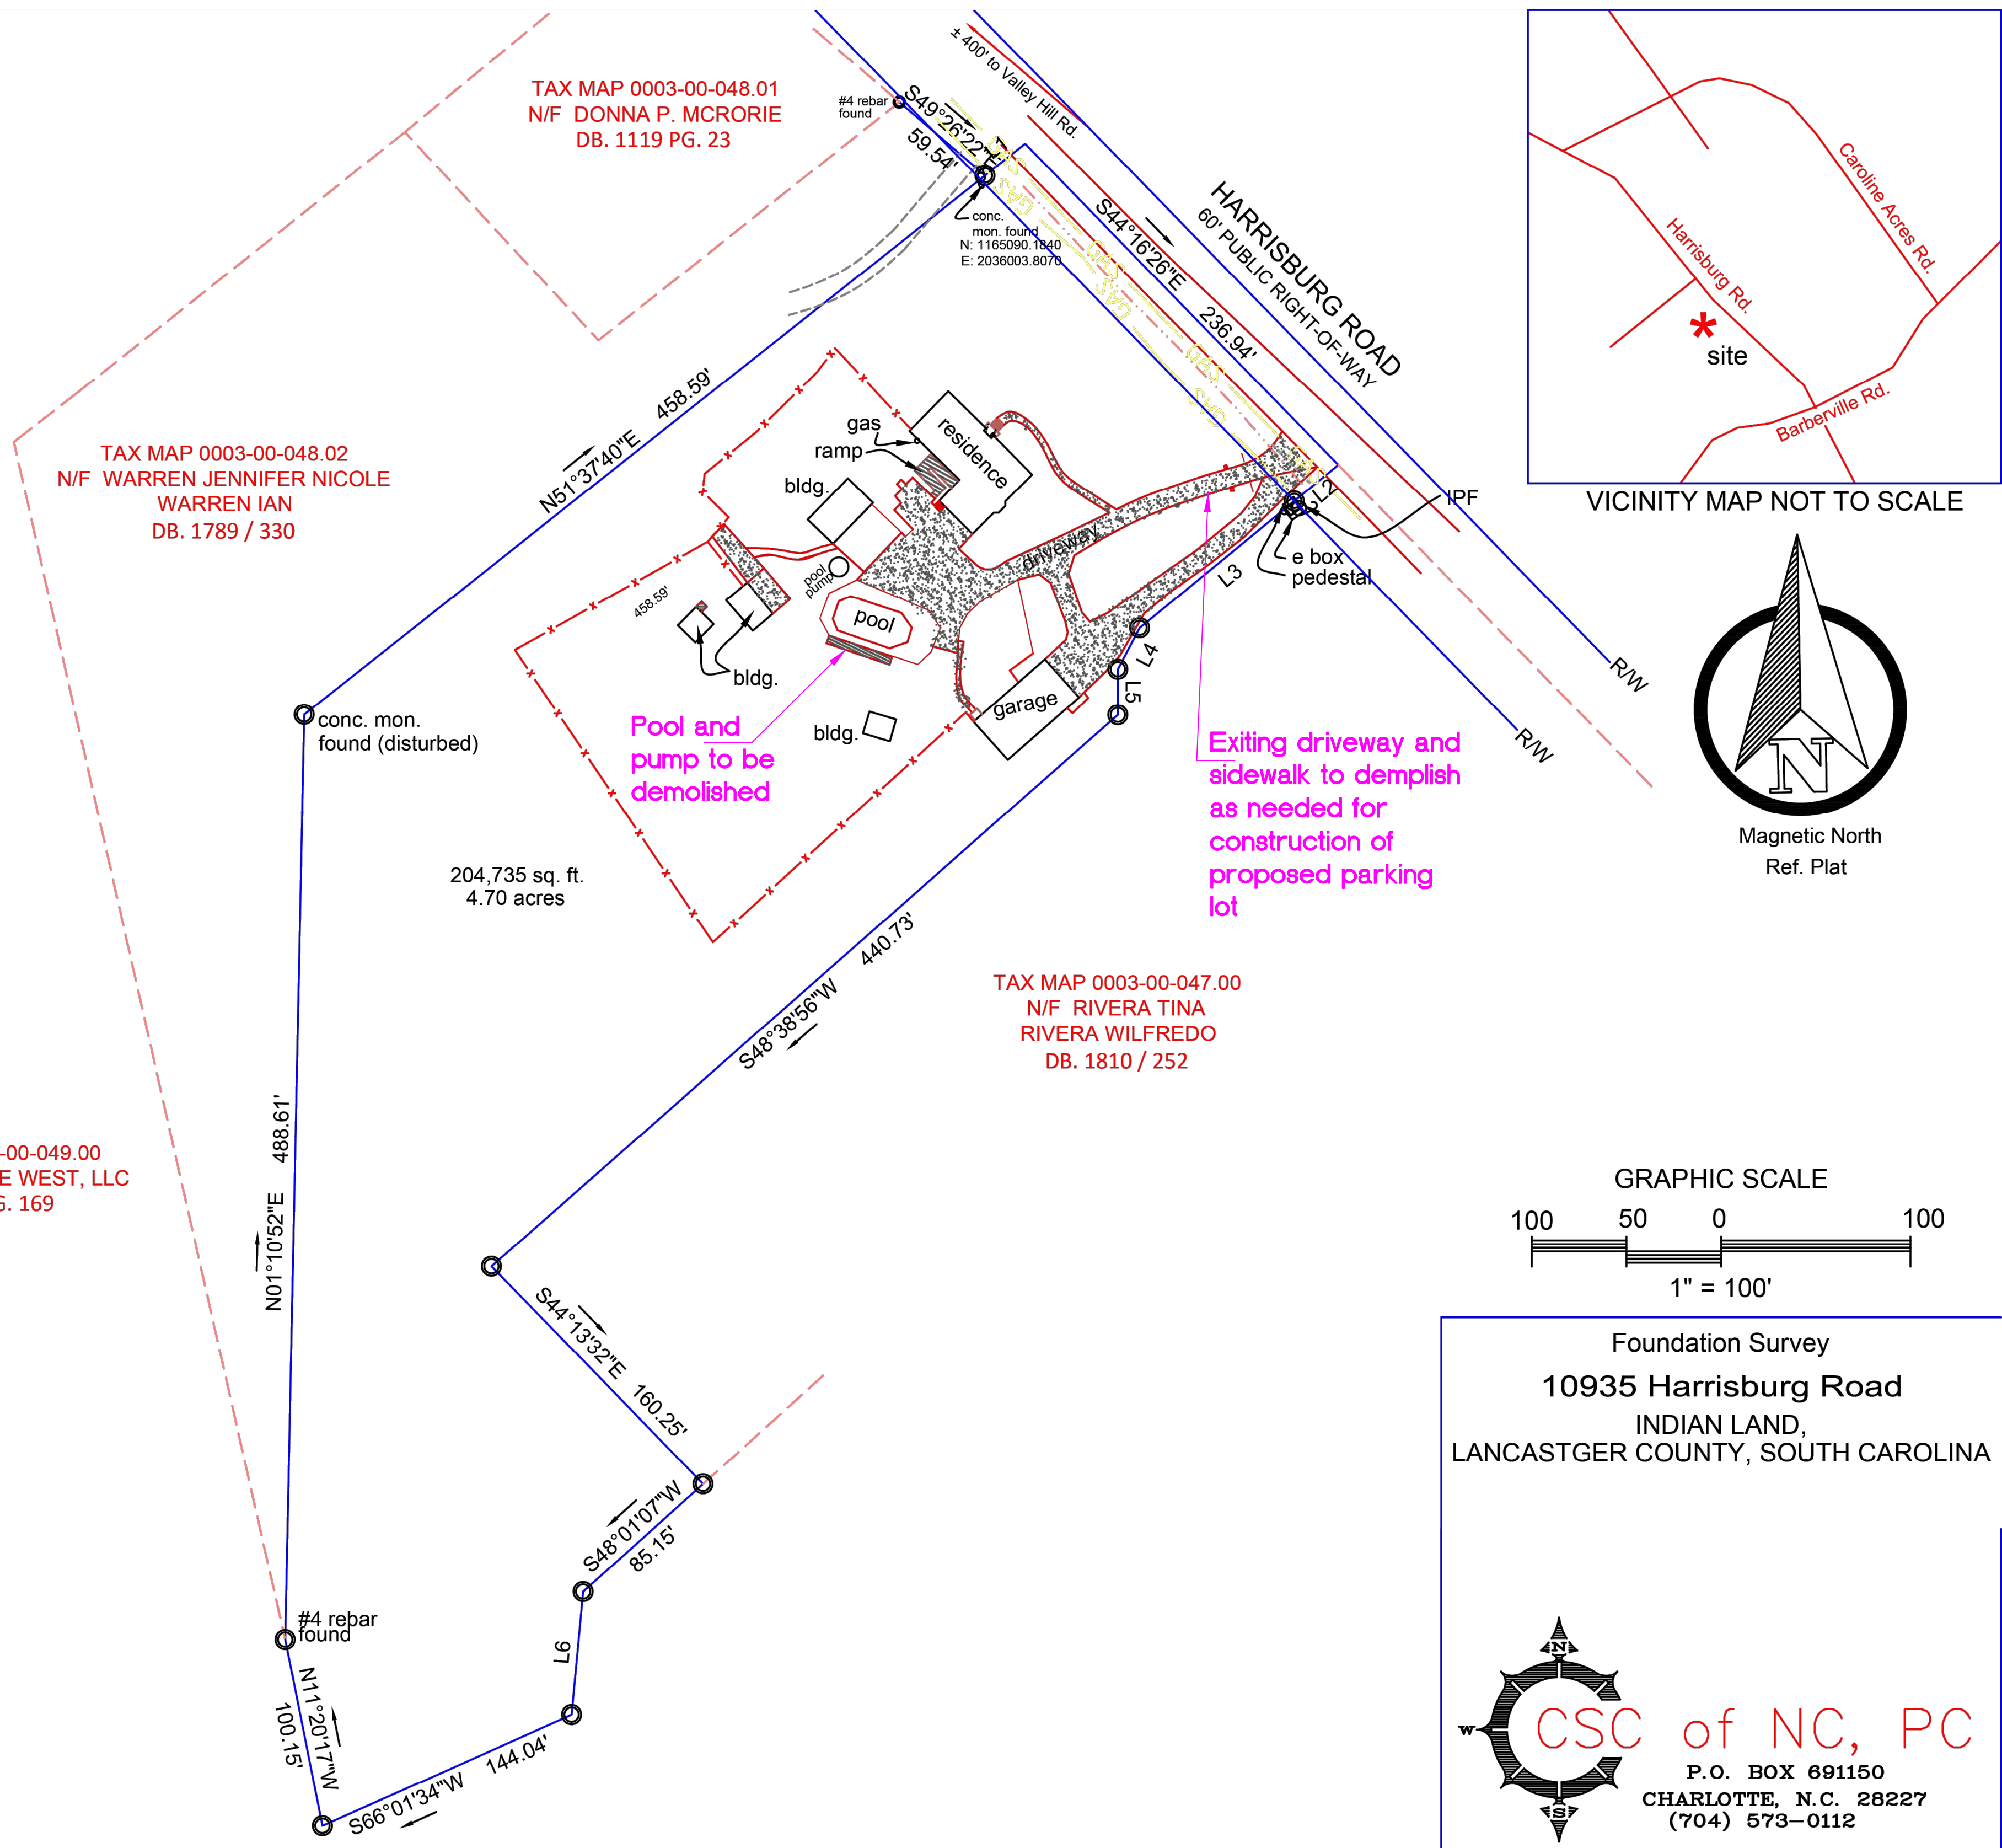 TAX MAP 0003-00-048.01
N/F DONNA P. MCRORIE
DB. 1119 PG. 23
#4 rebar
found
S49°26'22"E
59.54'
± 400' to Valley Hill Rd.
conc.
mon. found
N: 1165090.1840
E: 2036003.8070
GAS GAS GAS
GAS GAS GAS
S44°16'26"E 236.94'
HARRISBURG ROAD
60' PUBLIC RIGHT-OF-WAY
Caroline Acres Rd.
Harrisburg Rd.
site
Barberville Rd.
VICINITY MAP NOT TO SCALE
TAX MAP 0003-00-048.02
N/F WARREN JENNIFER NICOLE
WARREN IAN
DB. 1789 / 330
N51°37'40"E 458.59'
gas
ramp
residence
bldg.
driveway
pool
pump
458.59'
pool
bldg.
bldg.
garage
L2
IPF
e box
pedestal
L3
L4
L5
R/W
R/W
N
Magnetic North
Ref. Plat
conc. mon.
found (disturbed)
Pool and
pump to be
demolished
Exiting driveway and
sidewalk to demplish
as needed for
construction of
proposed parking
lot
204,735 sq. ft.
4.70 acres
S48°38'56"W 440.73'
TAX MAP 0003-00-047.00
N/F RIVERA TINA
RIVERA WILFREDO
DB. 1810 / 252
N01°10'52"E 488.61'
-00-049.00
E WEST, LLC
G. 169
GRAPHIC SCALE
100 50 0 100
1" = 100'
S44°13'32"E 160.25'
S48°01'07"W
85.15'
L6
#4 rebar
found
N11°20'17"W
100.15'
S66°01'34"W 144.04'
Foundation Survey
10935 Harrisburg Road
INDIAN LAND,
LANCASTGER COUNTY, SOUTH CAROLINA
N
W
S
CSC of NC, PC
P.O. BOX 691150
CHARLOTTE, N.C. 28227
(704) 573-0112